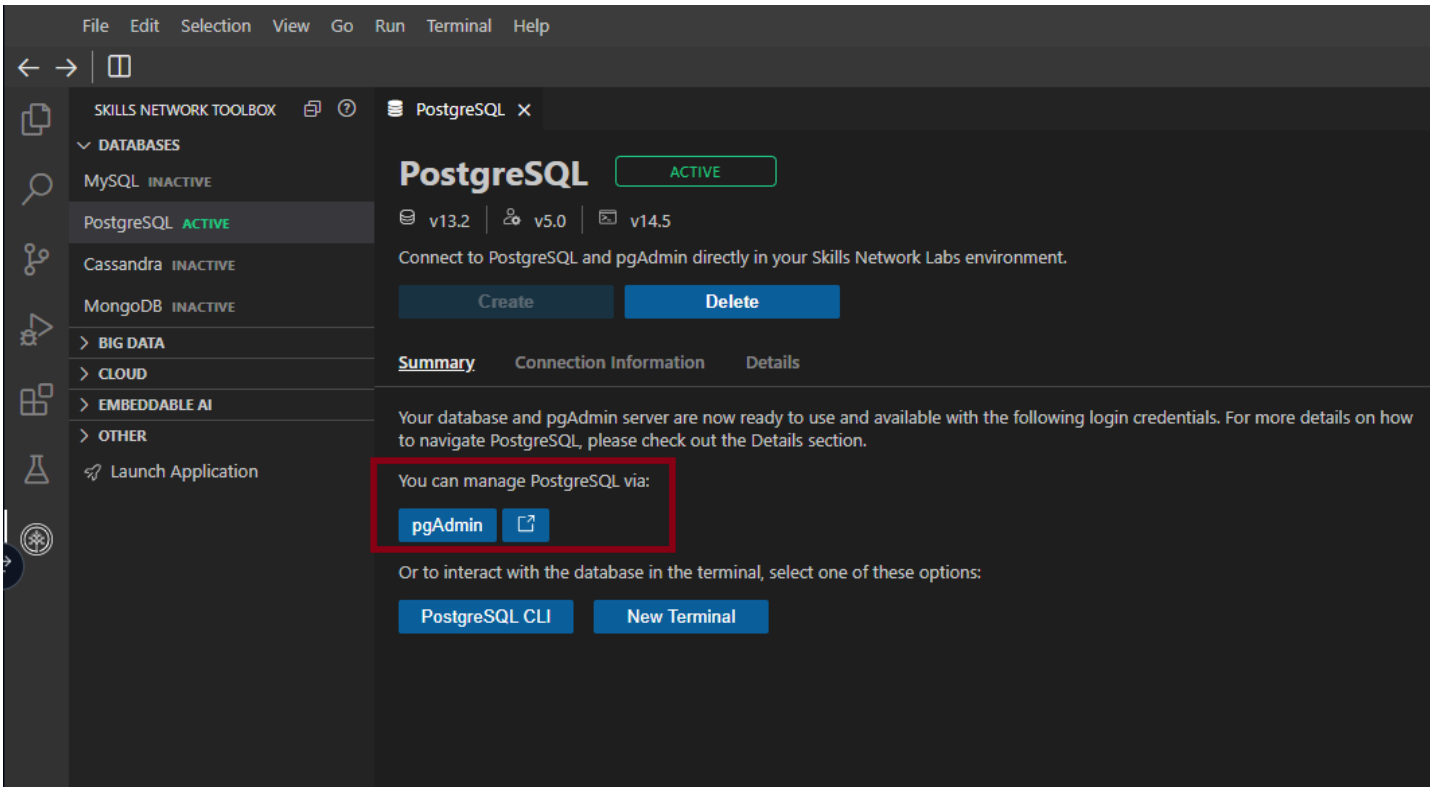 File Edit Selection View Go Run Terminal Help
SKILLS NETWORK TOOLBOX
DATABASES
MySQL INACTIVE
PostgreSQL ACTIVE
Cassandra INACTIVE
MongoDB INACTIVE
BIG DATA
CLOUD
EMBEDDABLE AI
OTHER
Launch Application
PostgreSQL
PostgreSQL ACTIVE
v13.2 v5.0 v14.5
Connect to PostgreSQL and pgAdmin directly in your Skills Network Labs environment.
Create Delete
Summary Connection Information Details
Your database and pgAdmin server are now ready to use and available with the following login credentials. For more details on how
to navigate PostgreSQL, please check out the Details section.
You can manage PostgreSQL via:
pgAdmin
Or to interact with the database in the terminal, select one of these options:
PostgreSQL CLI New Terminal